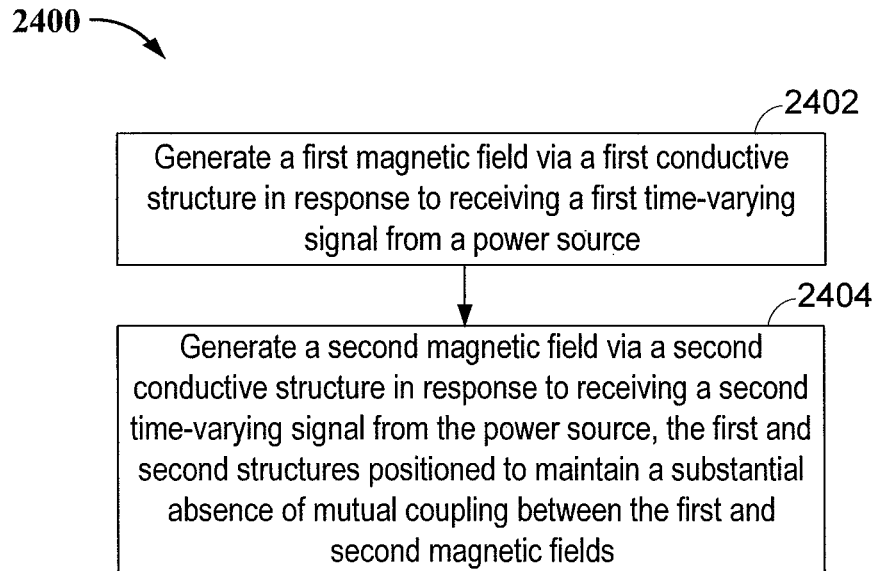 2400
2402
Generate a first magnetic field via a first conductive
structure in response to receiving a first time-varying
signal from a power source
2404
Generate a second magnetic field via a second
conductive structure in response to receiving a second
time-varying signal from the power source, the first and
second structures positioned to maintain a substantial
absence of mutual coupling between the first and
second magnetic fields